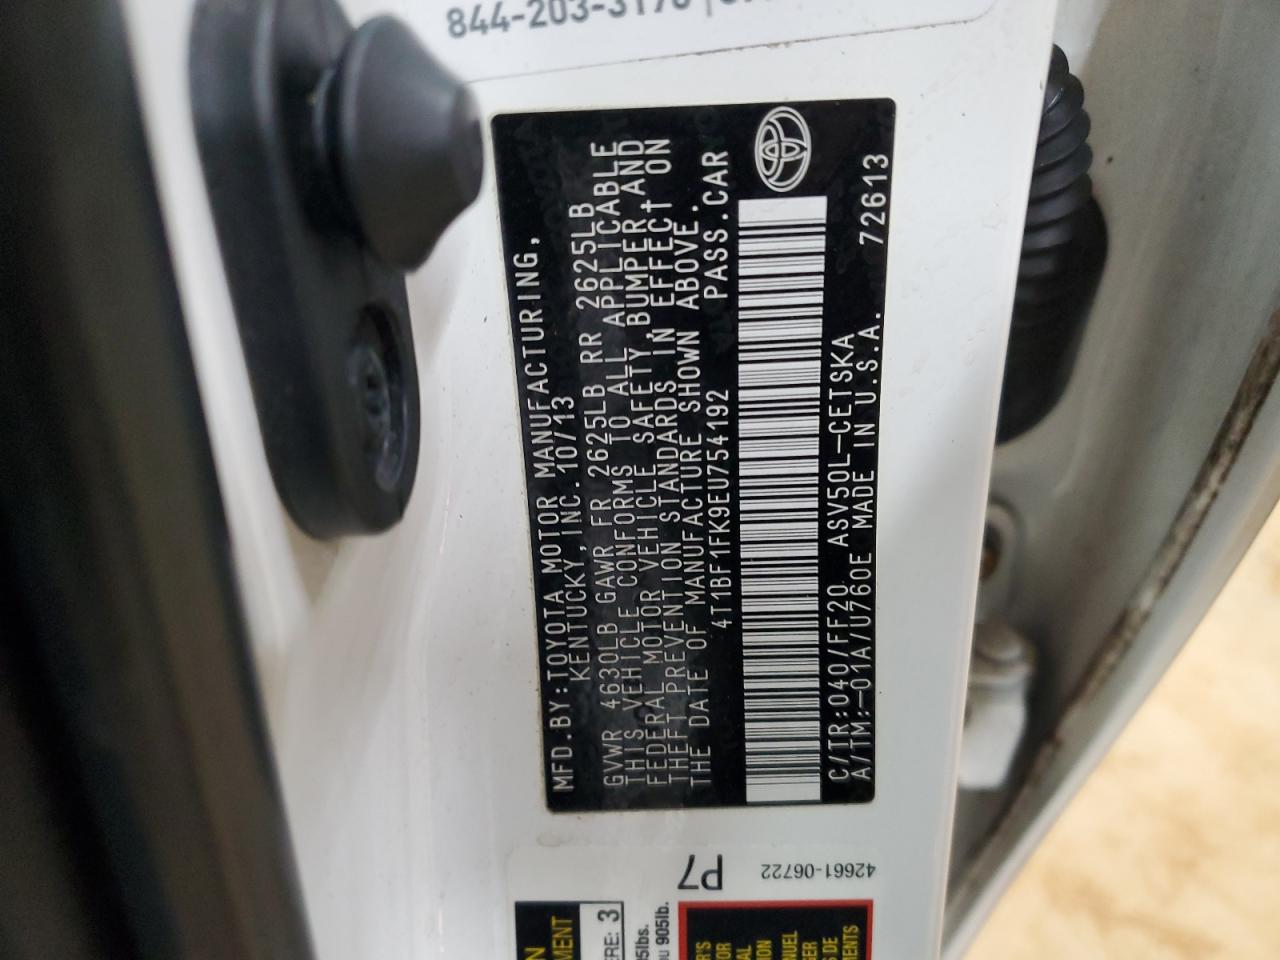 844-203-3176
MFD.BY:TOYOTA MOTOR MANUFACTURING,
KENTUCKY, INC. 10/13
GVWR 4630LB GAWR FR 2625LB RR 2625LB
THIS VEHICLE CONFORMS TO ALL APPLICABLE
FEDERAL MOTOR VEHICLE SAFETY, BUMPER, AND
THEFT PREVENTION STANDARDS IN EFFECT ON
THE DATE OF MANUFACTURE SHOWN ABOVE.
4T1BF1FK9EU754192 PASS.CAR
C/TR:040/FF20 ASV50L-CETSKA
A/TM:-01A/U760E MADE IN U.S.A. 72613
P7
42661-06722